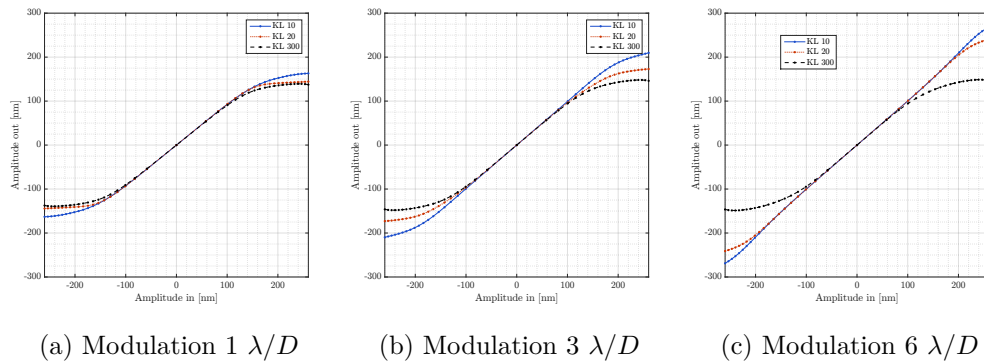 300
200
100
0
-100
-200
-300
Amplitude out [nm]
-200 -100 0 100 200
Amplitude in [nm]
KL 10
KL 20
KL 300
(a) Modulation 1 λ/D
300
200
100
0
-100
-200
-300
Amplitude out [nm]
-200 -100 0 100 200
Amplitude in [nm]
KL 10
KL 20
KL 300
(b) Modulation 3 λ/D
300
200
100
0
-100
-200
-300
Amplitude out [nm]
-200 -100 0 100 200
Amplitude in [nm]
KL 10
KL 20
KL 300
(c) Modulation 6 λ/D